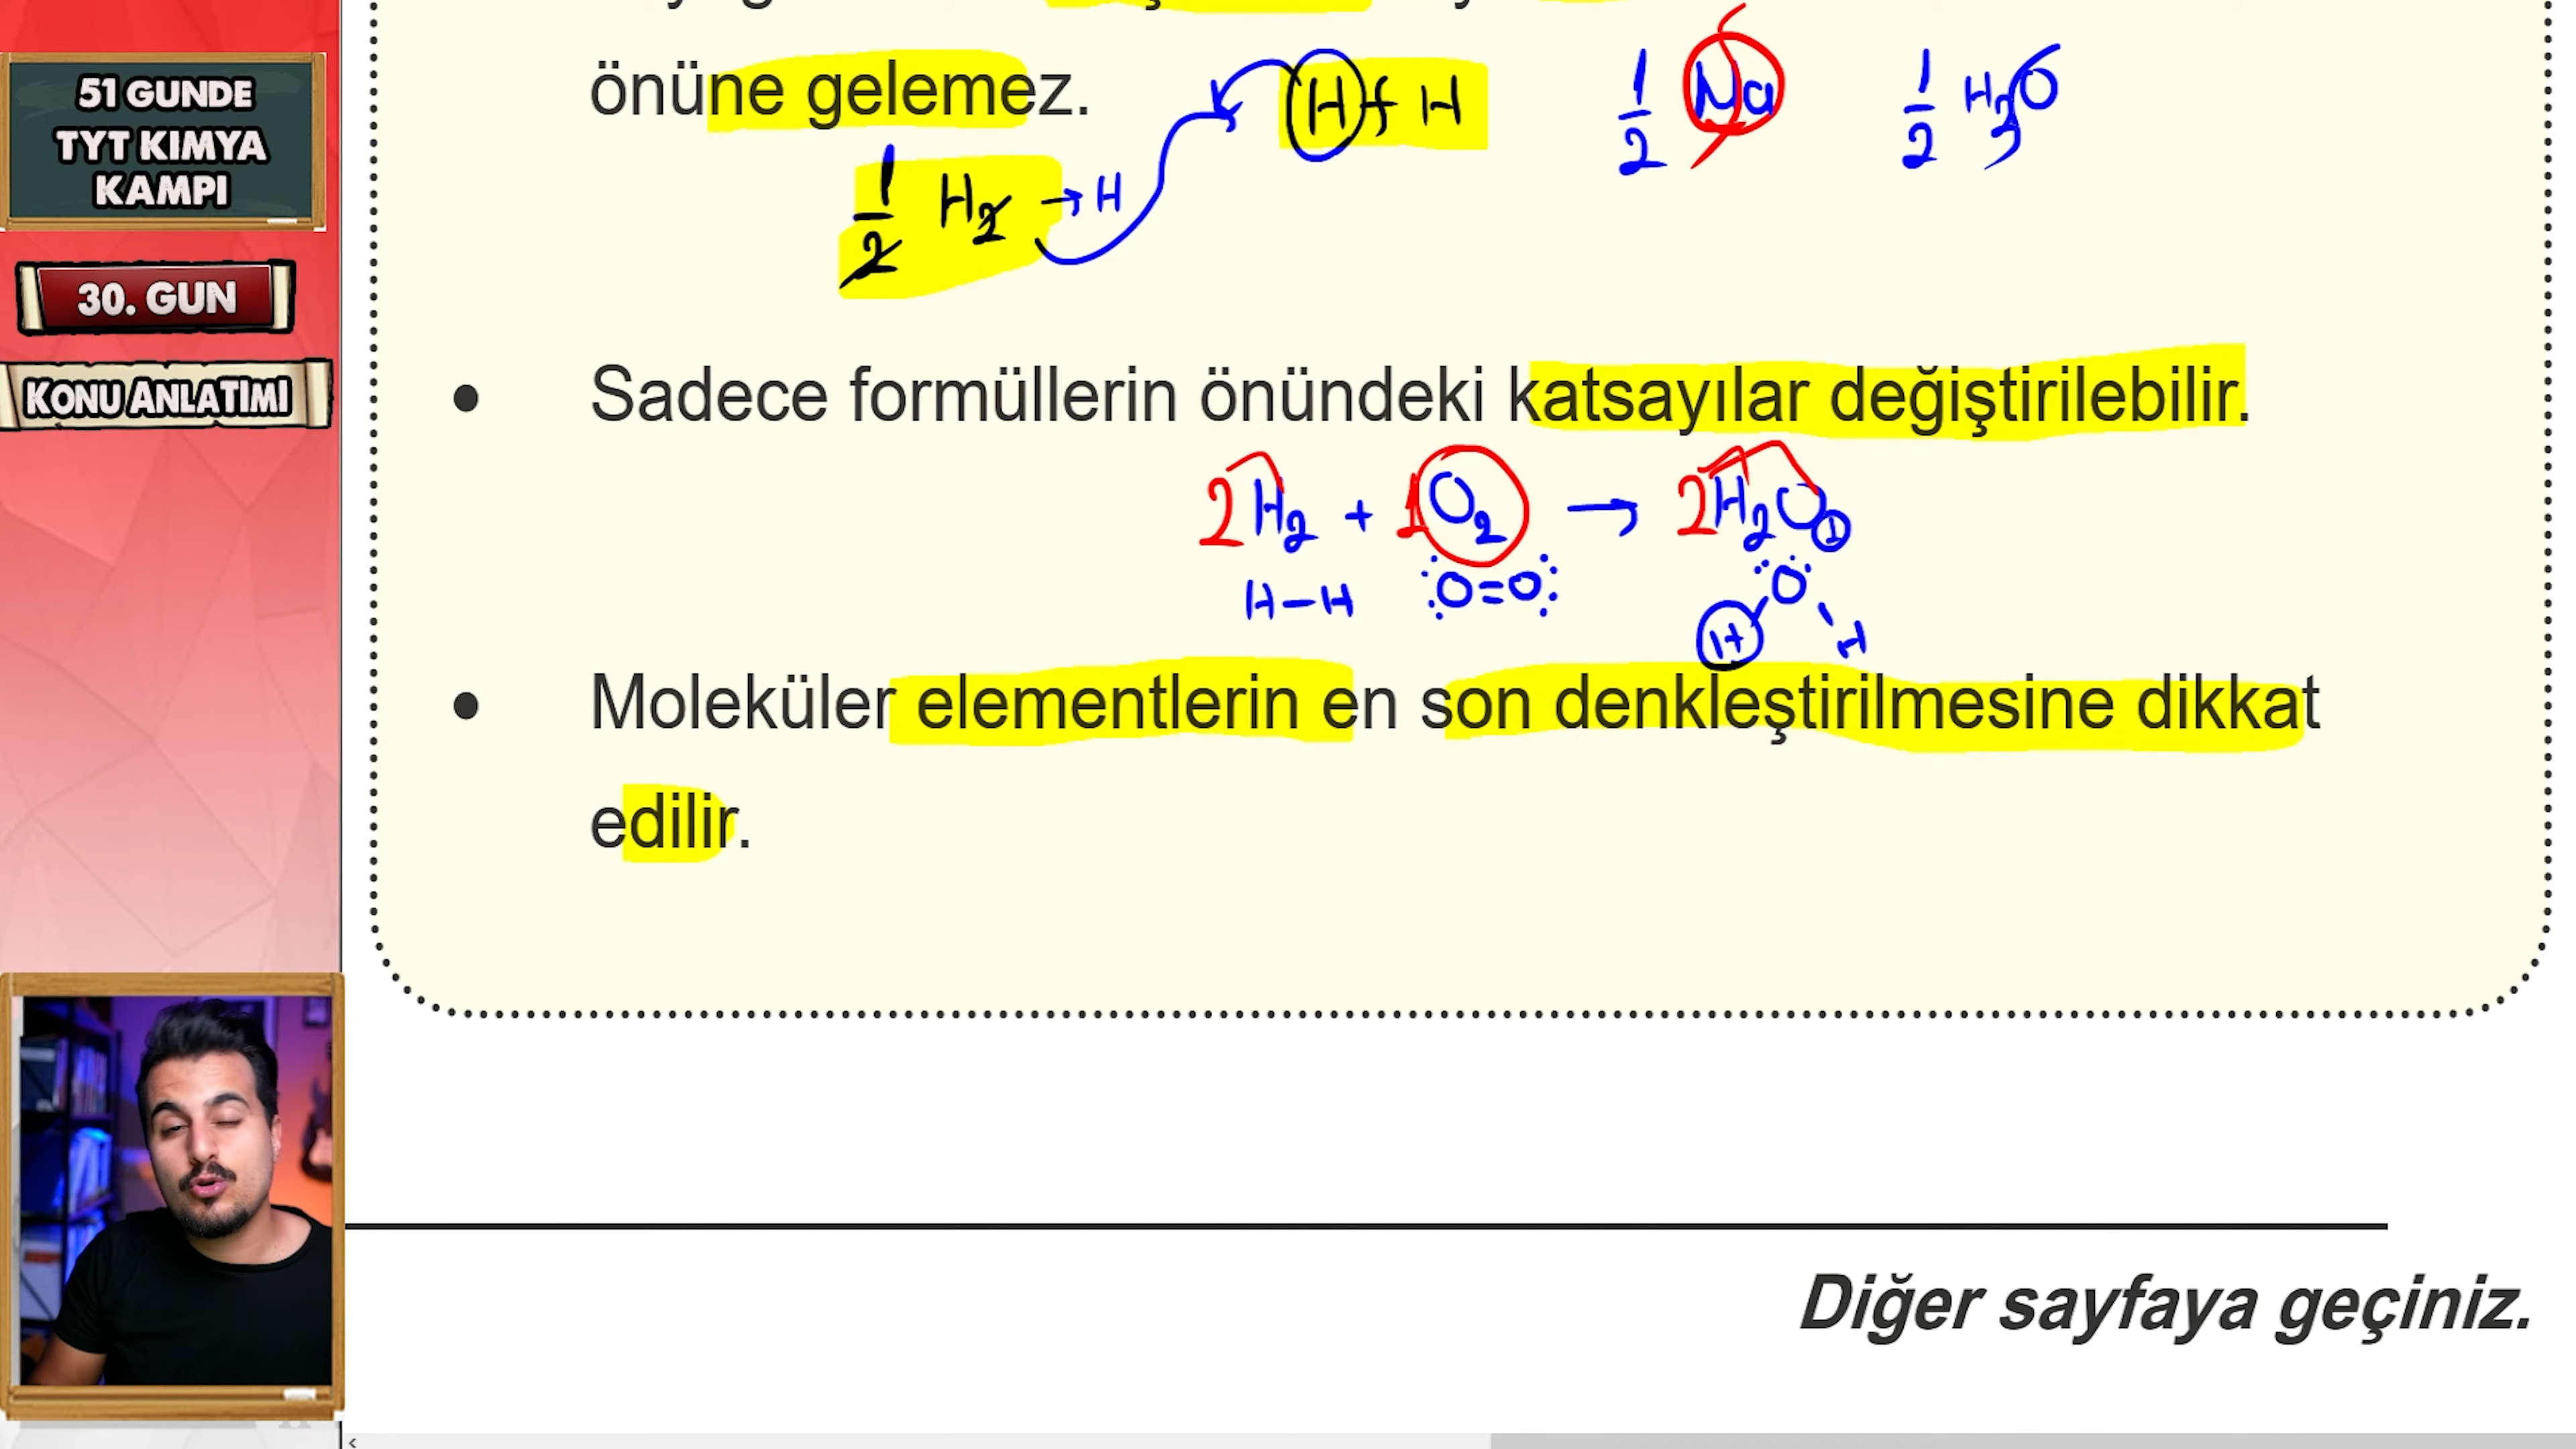 51 GUNDE
TYT KIMYA
KAMPI
30. GUN
KONU ANLATIMI
önüne gelemez.
H + H
1/2 Na
1/2 H2O
1/2 H2 → H
• Sadece formüllerin önündeki katsayılar değiştirilebilir.
2H2 + 1O2 → 2H2O1
H–H :O=O: O H H
• Moleküler elementlerin en son denkleştirilmesine dikkat
edilir.
Diğer sayfaya geçiniz.